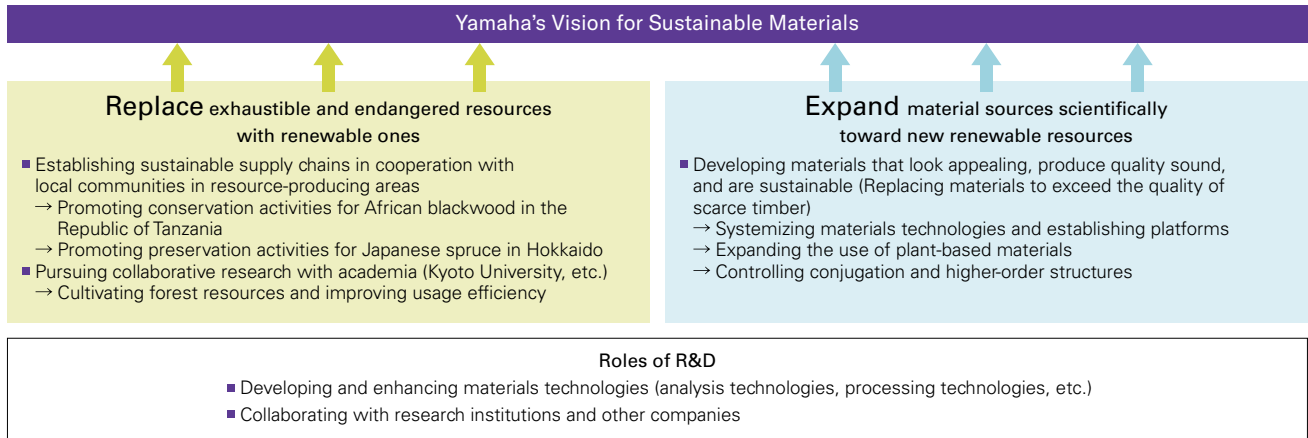 Yamaha’s Vision for Sustainable Materials
Replace exhaustible and endangered resources
with renewable ones
■ Establishing sustainable supply chains in cooperation with
local communities in resource-producing areas
→ Promoting conservation activities for African blackwood in the
Republic of Tanzania
→ Promoting preservation activities for Japanese spruce in Hokkaido
■ Pursuing collaborative research with academia (Kyoto University, etc.)
→ Cultivating forest resources and improving usage efficiency
Expand material sources scientifically
toward new renewable resources
■ Developing materials that look appealing, produce quality sound,
and are sustainable (Replacing materials to exceed the quality of
scarce timber)
→ Systemizing materials technologies and establishing platforms
→ Expanding the use of plant-based materials
→ Controlling conjugation and higher-order structures
Roles of R&D
■ Developing and enhancing materials technologies (analysis technologies, processing technologies, etc.)
■ Collaborating with research institutions and other companies